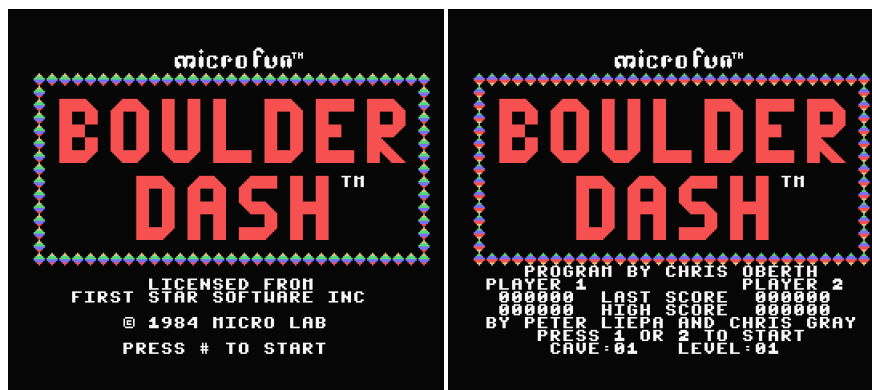 microfun™
BOULDER
DASH™
LICENSED FROM
FIRST STAR SOFTWARE INC
© 1984 MICRO LAB
PRESS # TO START
microfun™
BOULDER
DASH™
PROGRAM BY CHRIS OBERTH
PLAYER 1 PLAYER 2
000000 LAST SCORE 000000
000000 HIGH SCORE 000000
BY PETER LIEPA AND CHRIS GRAY
PRESS 1 OR 2 TO START
CAVE:01 LEVEL:01